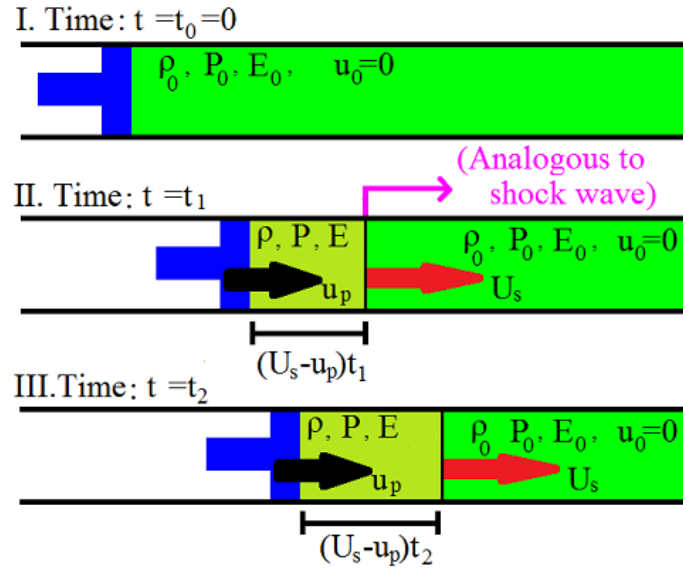 I. Time: t =t₀=0
ρ₀, P₀, E₀, u₀=0
(Analogous to
shock wave)
II. Time: t =t₁
ρ, P, E
ρ₀, P₀, E₀, u₀=0
uₚ
Uₛ
(Uₛ-uₚ)t₁
III.Time: t =t₂
ρ, P, E
ρ₀ P₀, E₀, u₀=0
uₚ
Uₛ
(Uₛ-uₚ)t₂